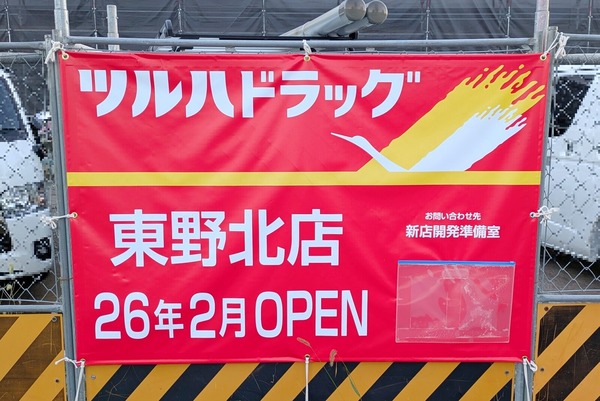 ツルハドラッグ
東野北店
お問い合わせ先
新店開発準備室
26年2月OPEN